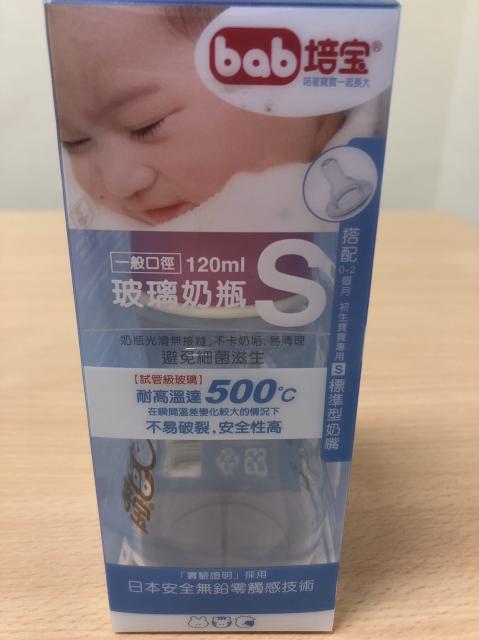 bab培宝®
陪著寶寶一起長大
一般口徑 120ml
玻璃奶瓶 S
搭配
0-2個月
初生寶寶專用
S標準型奶嘴
奶瓶光滑無接縫,不卡奶垢,易清理
避免細菌滋生
【試管級玻璃】
耐高溫達500℃
在瞬間溫差變化較大的情況下
不易破裂,安全性高
「實驗證明」採用
日本安全無鉛零觸感技術